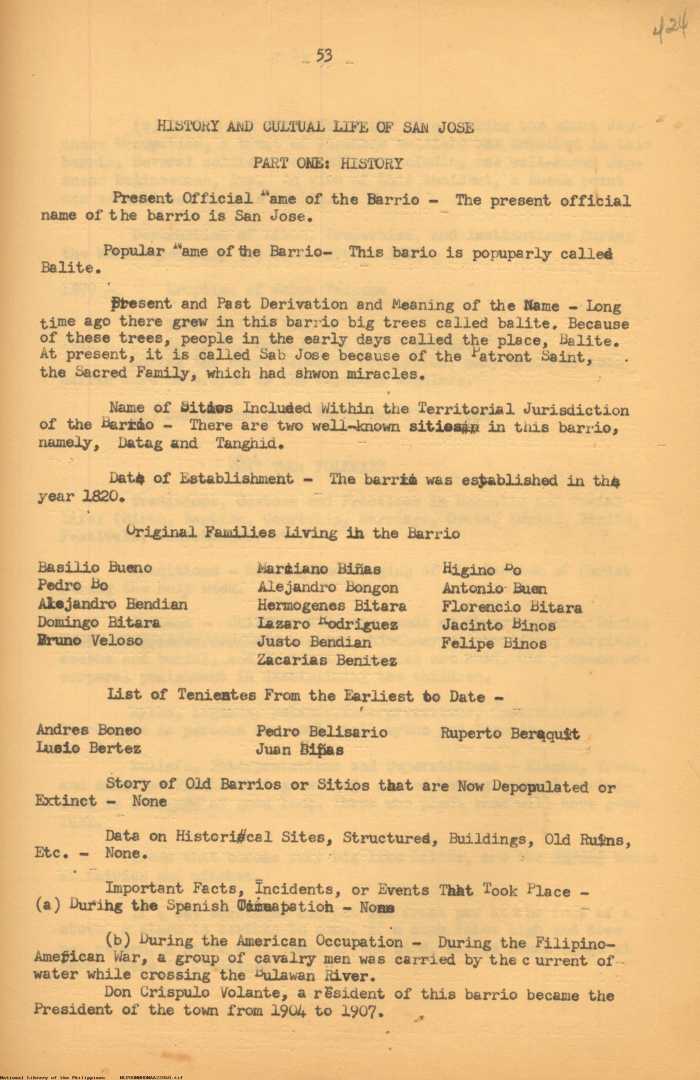 424
- 53 -
HISTORY AND CULTUAL LIFE OF SAN JOSE
PART ONE: HISTORY
Present Official Name of the Barrio - The present official
name of the barrio is San Jose.
Popular Name of the Barrio- This bario is popuparly called
Balite.
Present and Past Derivation and Meaning of the Name - Long
time ago there grew in this barrio big trees called balite. Because
of these trees, people in the early days called the place, Balite.
At present, it is called Sab Jose because of the Patront Saint,
the Sacred Family, which had shwon miracles.
Name of Sitios Included Within the Territorial Jurisdiction
of the Barrio - There are two well-known sities in this barrio,
namely, Datag and Tanghid.
Date of Establishment - The barrio was established in the
year 1820.
Original Families Living in the Barrio
Basilio Bueno Marciano Biñas Higino Bo
Pedro Bo Alejandro Bongon Antonio Buen
Alejandro Bendian Hermogenes Bitara Florencio Bitara
Domingo Bitara Lazaro Rodriguez Jacinto Binos
Bruno Veloso Justo Bendian Felipe Binos
Zacarias Benitez
List of Tenientes From the Earliest to Date -
Andres Boneo Pedro Belisario Ruperto Beraquit
Lucio Bertez Juan Biñas
Story of Old Barrios or Sitios that are Now Depopulated or
Extinct - None
Data on Historical Sites, Structures, Buildings, Old Ruins,
Etc. - None.
Important Facts, Incidents, or Events That Took Place -
(a) During the Spanish Occupation - None
(b) During the American Occupation - During the Filipino-
American War, a group of cavalry men was carried by the current of
water while crossing the Bulawan River.
Don Crispulo Volante, a resident of this barrio became the
President of the town from 1904 to 1907.
National Library of the Philippines